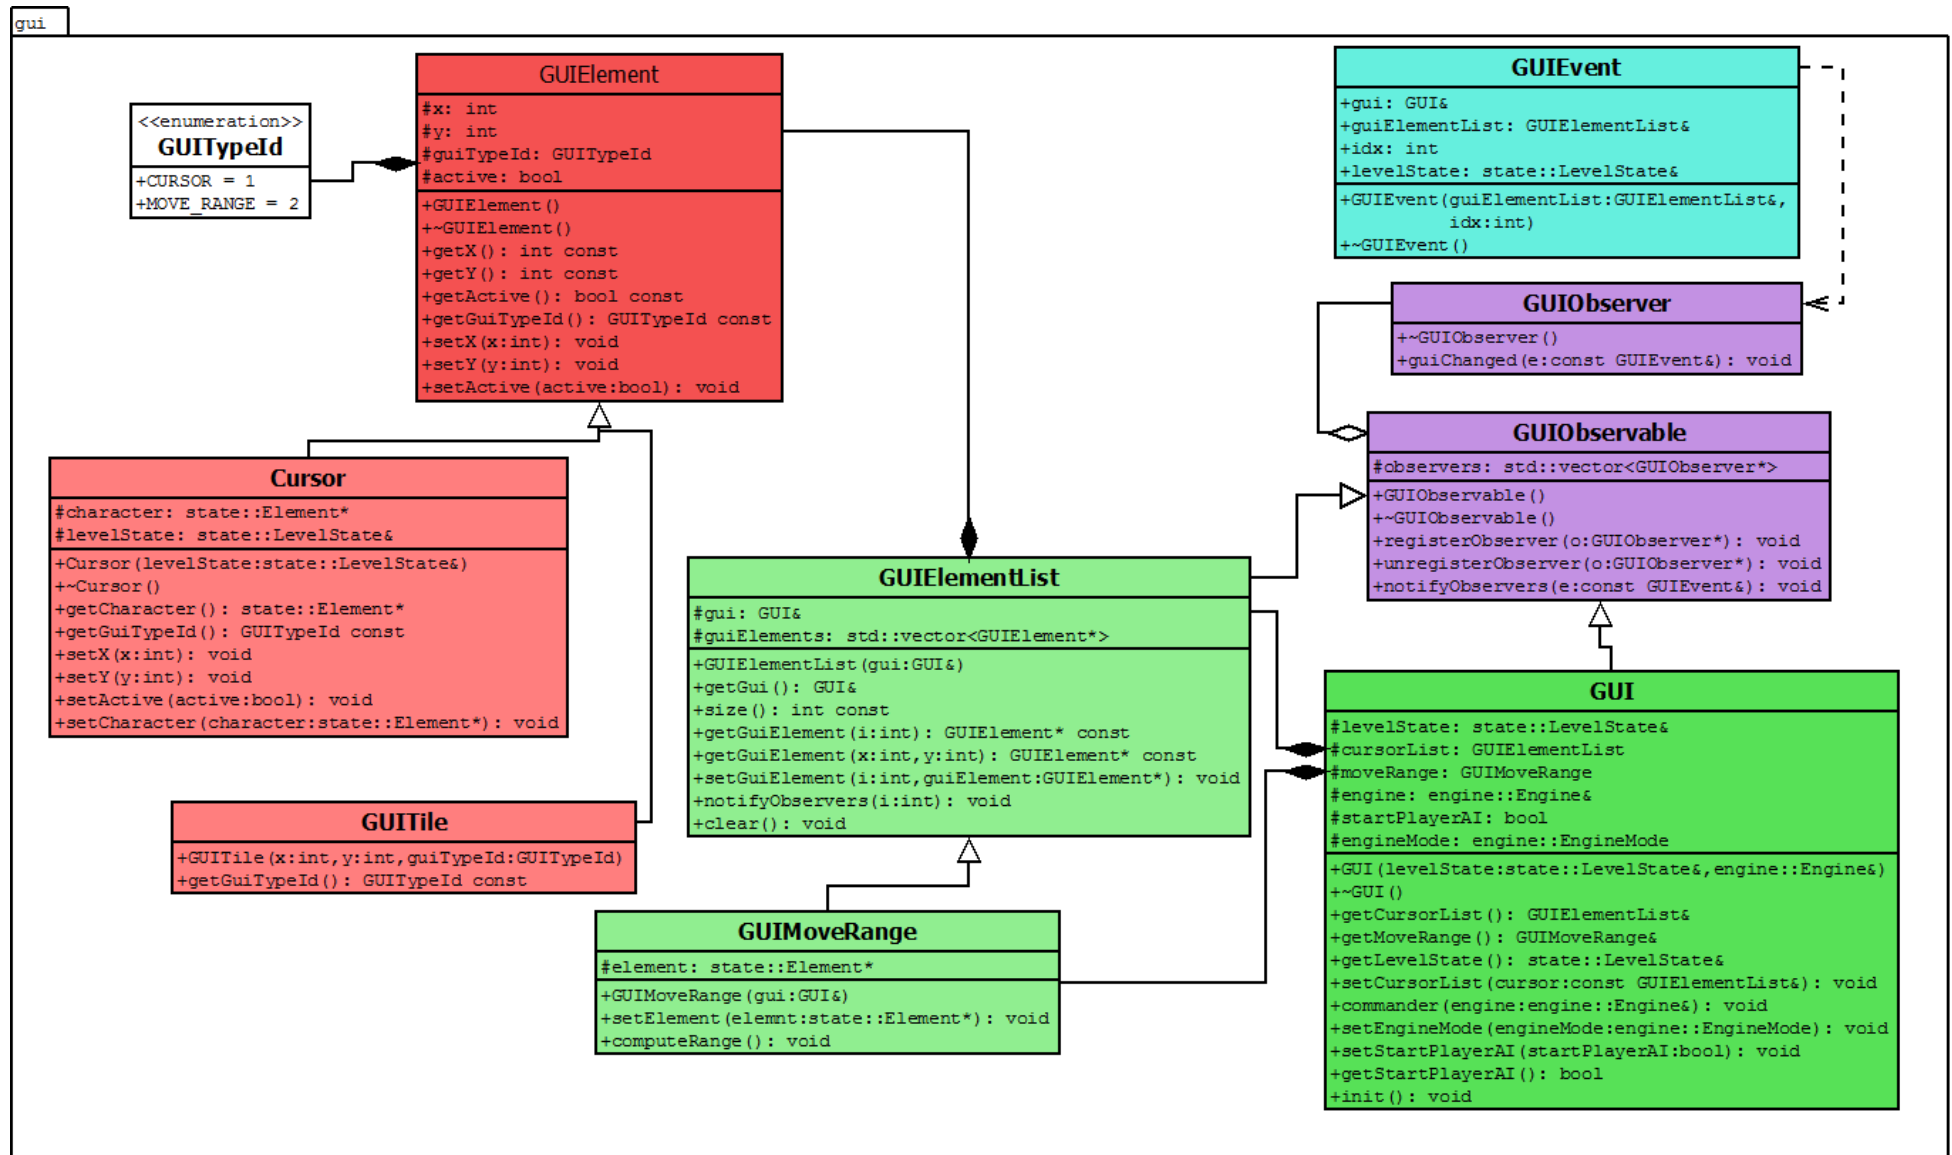 gui
GUIElement
#x: int
#y: int
#guiTypeId: GUITypeId
#active: bool
+GUIElement()
+~GUIElement()
+getX(): int const
+getY(): int const
+getActive(): bool const
+getGuiTypeId(): GUITypeId const
+setX(x:int): void
+setY(y:int): void
+setActive(active:bool): void
<<enumeration>>
GUITypeId
+CURSOR = 1
+MOVE_RANGE = 2
GUIEvent
+gui: GUI&
+guiElementList: GUIElementList&
+idx: int
+levelState: state::LevelState&
+GUIEvent(guiElementList:GUIElementList&,
idx:int)
+~GUIEvent()
GUIObserver
+~GUIObserver()
+guiChanged(e:const GUIEvent&): void
GUIObservable
#observers: std::vector<GUIObserver*>
+GUIObservable()
+~GUIObservable()
+registerObserver(o:GUIObserver*): void
+unregisterObserver(o:GUIObserver*): void
+notifyObservers(e:const GUIEvent&): void
Cursor
#character: state::Element*
#levelState: state::LevelState&
+Cursor(levelState:state::LevelState&)
+~Cursor()
+getCharacter(): state::Element*
+getGuiTypeId(): GUITypeId const
+setX(x:int): void
+setY(y:int): void
+setActive(active:bool): void
+setCharacter(character:state::Element*): void
GUIElementList
#gui: GUI&
#guiElements: std::vector<GUIElement*>
+GUIElementList(gui:GUI&)
+getGui(): GUI&
+size(): int const
+getGuiElement(i:int): GUIElement* const
+getGuiElement(x:int,y:int): GUIElement* const
+setGuiElement(i:int,guiElement:GUIElement*): void
+notifyObservers(i:int): void
+clear(): void
GUITile
+GUITile(x:int,y:int,guiTypeId:GUITypeId)
+getGuiTypeId(): GUITypeId const
GUIMoveRange
#element: state::Element*
+GUIMoveRange(gui:GUI&)
+setElement(elemnt:state::Element*): void
+computeRange(): void
GUI
#levelState: state::LevelState&
#cursorList: GUIElementList
#moveRange: GUIMoveRange
#engine: engine::Engine&
#startPlayerAI: bool
#engineMode: engine::EngineMode
+GUI(levelState:state::LevelState&,engine::Engine&)
+~GUI()
+getCursorList(): GUIElementList&
+getMoveRange(): GUIMoveRange&
+getLevelState(): state::LevelState&
+setCursorList(cursor:const GUIElementList&): void
+commander(engine:engine::Engine&): void
+setEngineMode(engineMode:engine::EngineMode): void
+setStartPlayerAI(startPlayerAI:bool): void
+getStartPlayerAI(): bool
+init(): void